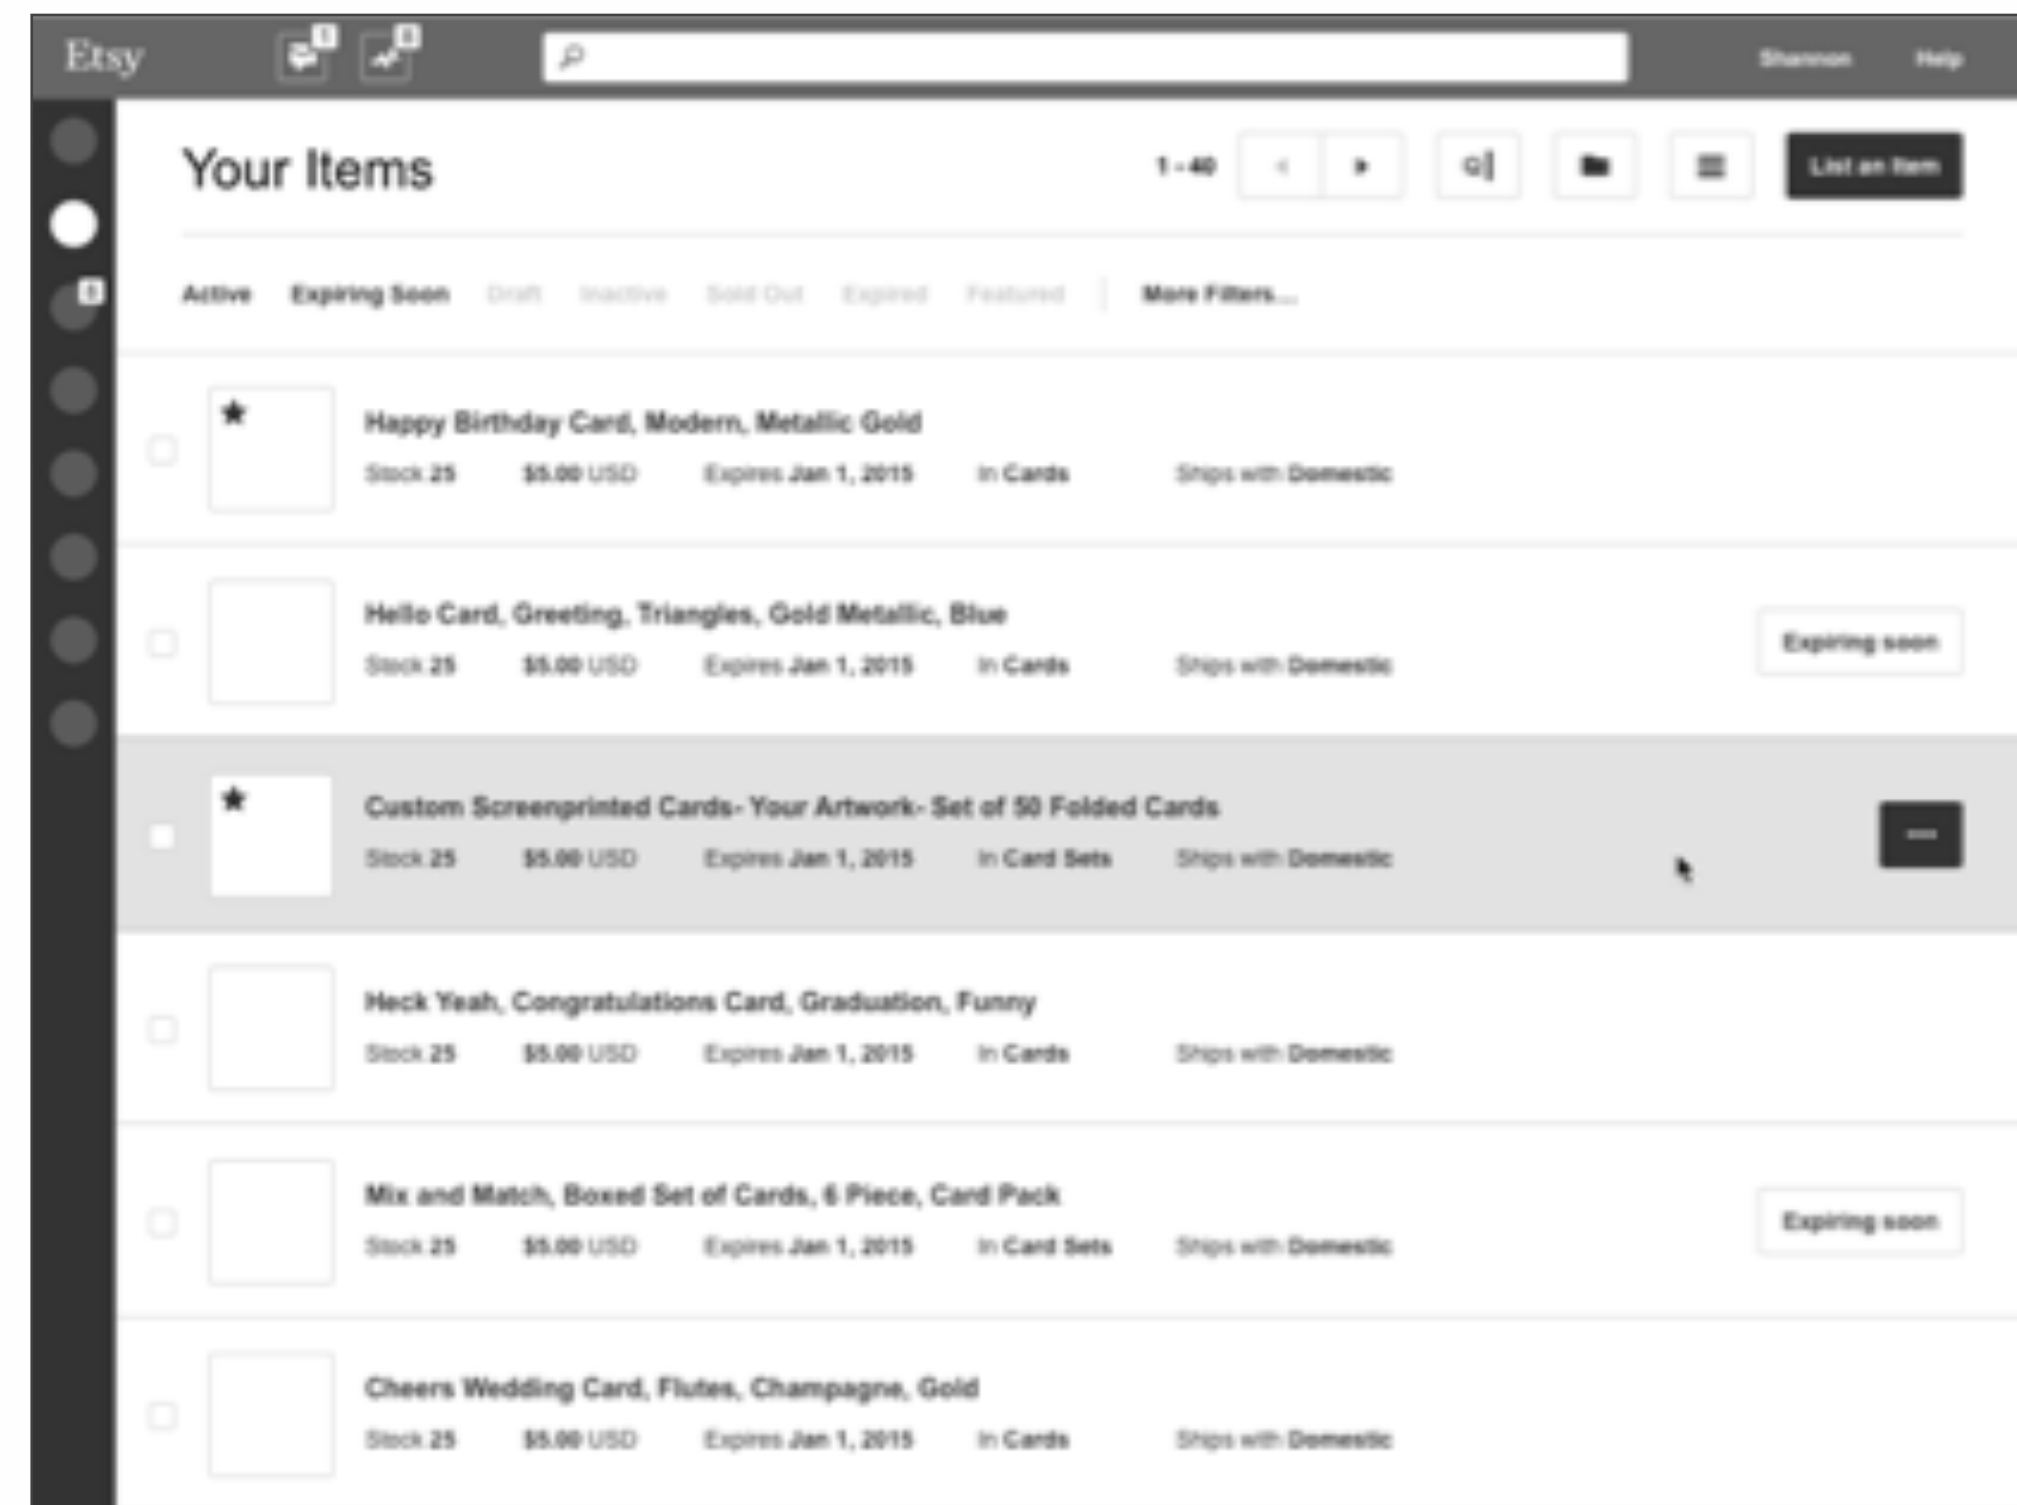 Etsy
Shannon Help
Your Items
1 - 40
List an Item
Active Expiring Soon Draft Inactive Sold Out Expired Featured More Filters...
Happy Birthday Card, Modern, Metallic Gold
Stock 25 $5.00 USD Expires Jan 1, 2015 In Cards Ships with Domestic
Hello Card, Greeting, Triangles, Gold Metallic, Blue
Stock 25 $5.00 USD Expires Jan 1, 2015 In Cards Ships with Domestic
Expiring soon
Custom Screenprinted Cards- Your Artwork- Set of 50 Folded Cards
Stock 25 $5.00 USD Expires Jan 1, 2015 In Card Sets Ships with Domestic
Heck Yeah, Congratulations Card, Graduation, Funny
Stock 25 $5.00 USD Expires Jan 1, 2015 In Cards Ships with Domestic
Mix and Match, Boxed Set of Cards, 6 Piece, Card Pack
Stock 25 $5.00 USD Expires Jan 1, 2015 In Card Sets Ships with Domestic
Expiring soon
Cheers Wedding Card, Flutes, Champagne, Gold
Stock 25 $5.00 USD Expires Jan 1, 2015 In Cards Ships with Domestic